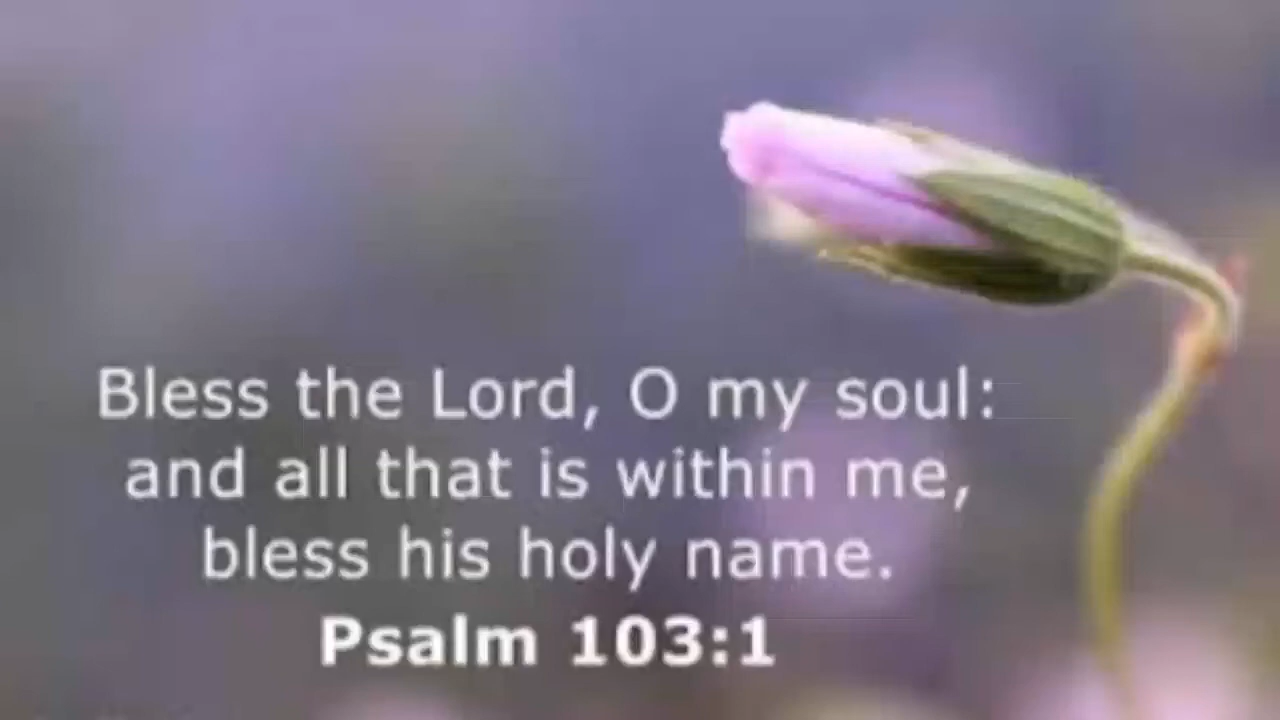 Bless the Lord, O my soul:
and all that is within me,
bless his holy name.
Psalm 103:1